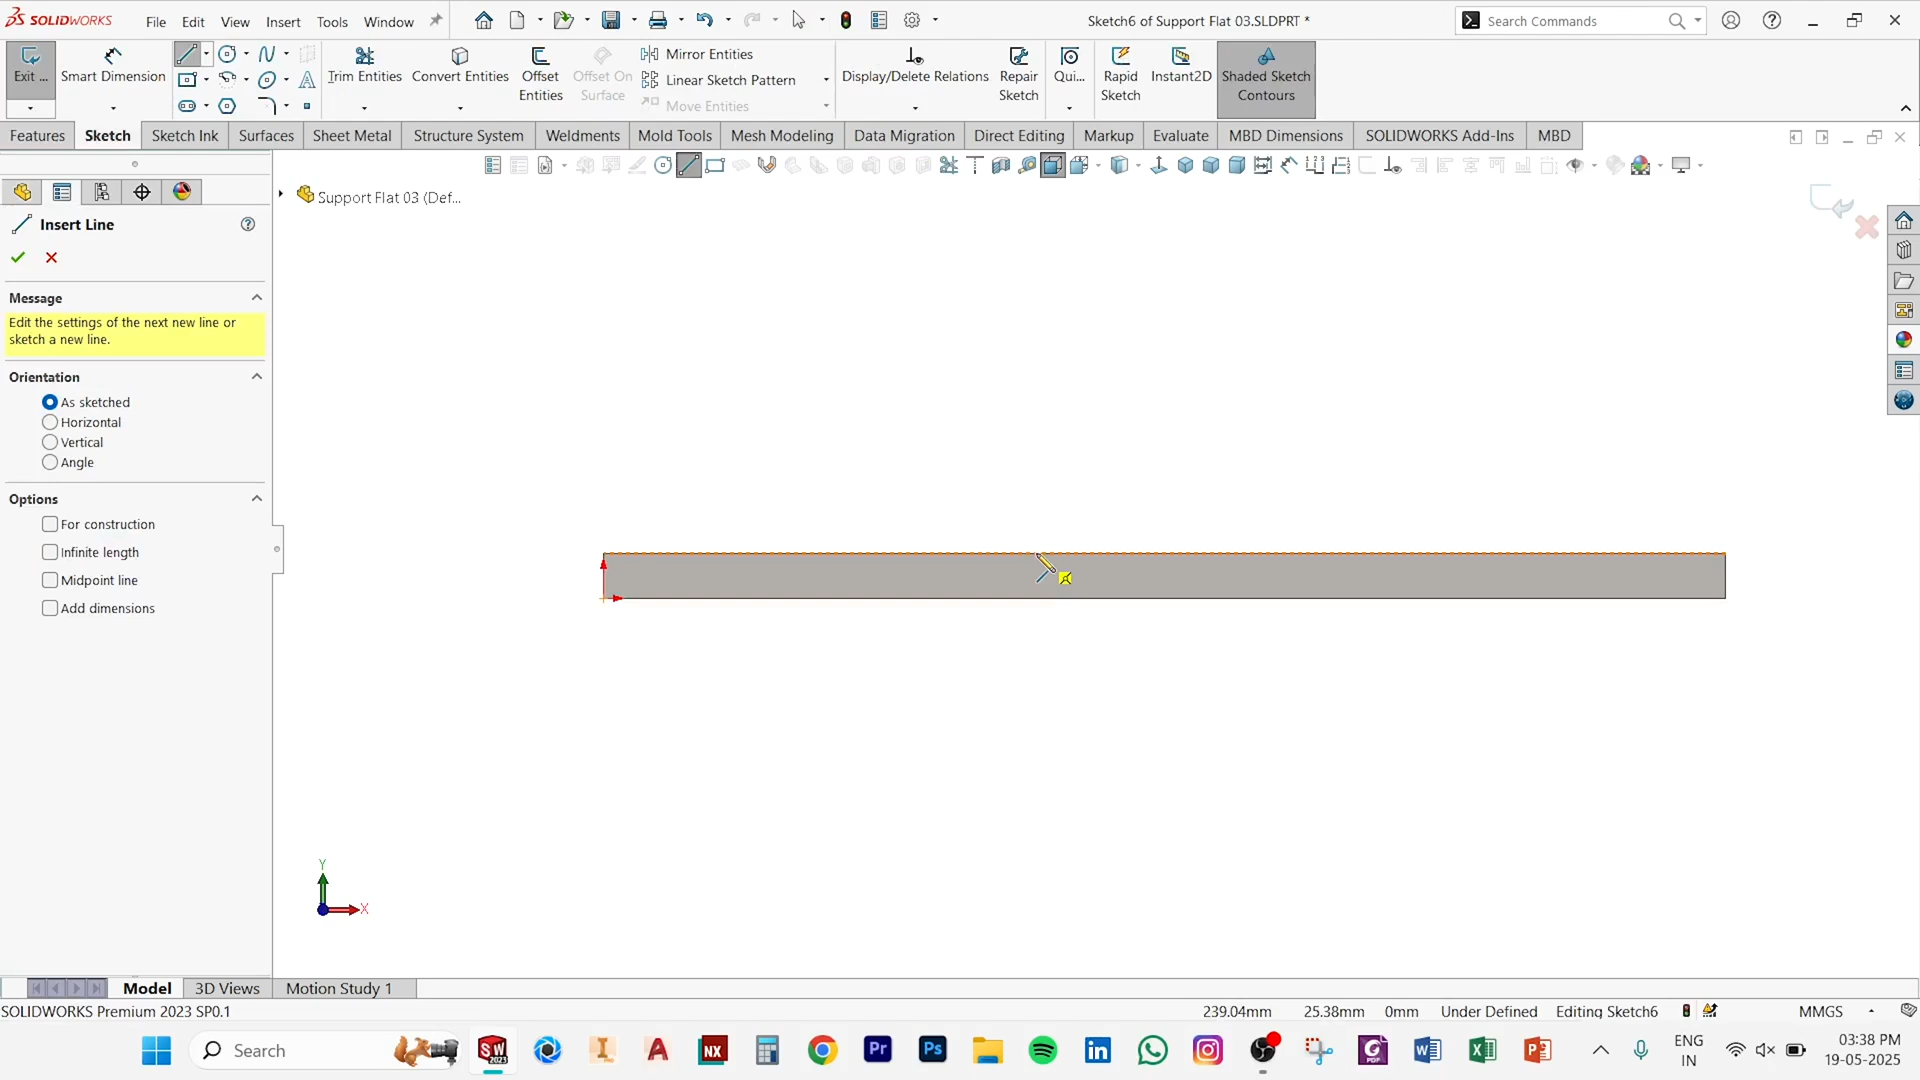 SOLIDWORKS
File
Edit
View
Insert
Tools
Window
Sketch6 of Support Flat 03.SLDPRT *
Search Commands
Exit ...
Smart Dimension
Trim Entities
Convert Entities
Offset
Entities
Offset On
Surface
Mirror Entities
Linear Sketch Pattern
Move Entities
Display/Delete Relations
Repair
Sketch
Qui...
Rapid
Sketch
Instant2D
Shaded Sketch
Contours
Features
Sketch
Sketch Ink
Surfaces
Sheet Metal
Structure System
Weldments
Mold Tools
Mesh Modeling
Data Migration
Direct Editing
Markup
Evaluate
MBD Dimensions
SOLIDWORKS Add-Ins
MBD
Support Flat 03 (Def...
Insert Line
Message
Edit the settings of the next new line or
sketch a new line.
Orientation
As sketched
Horizontal
Vertical
Angle
Options
For construction
Infinite length
Midpoint line
Add dimensions
Y
X
Model
3D Views
Motion Study 1
SOLIDWORKS Premium 2023 SP0.1
239.04mm
25.38mm
0mm
Under Defined
Editing Sketch6
MMGS
Search
ENG
IN
03:38 PM
19-05-2025